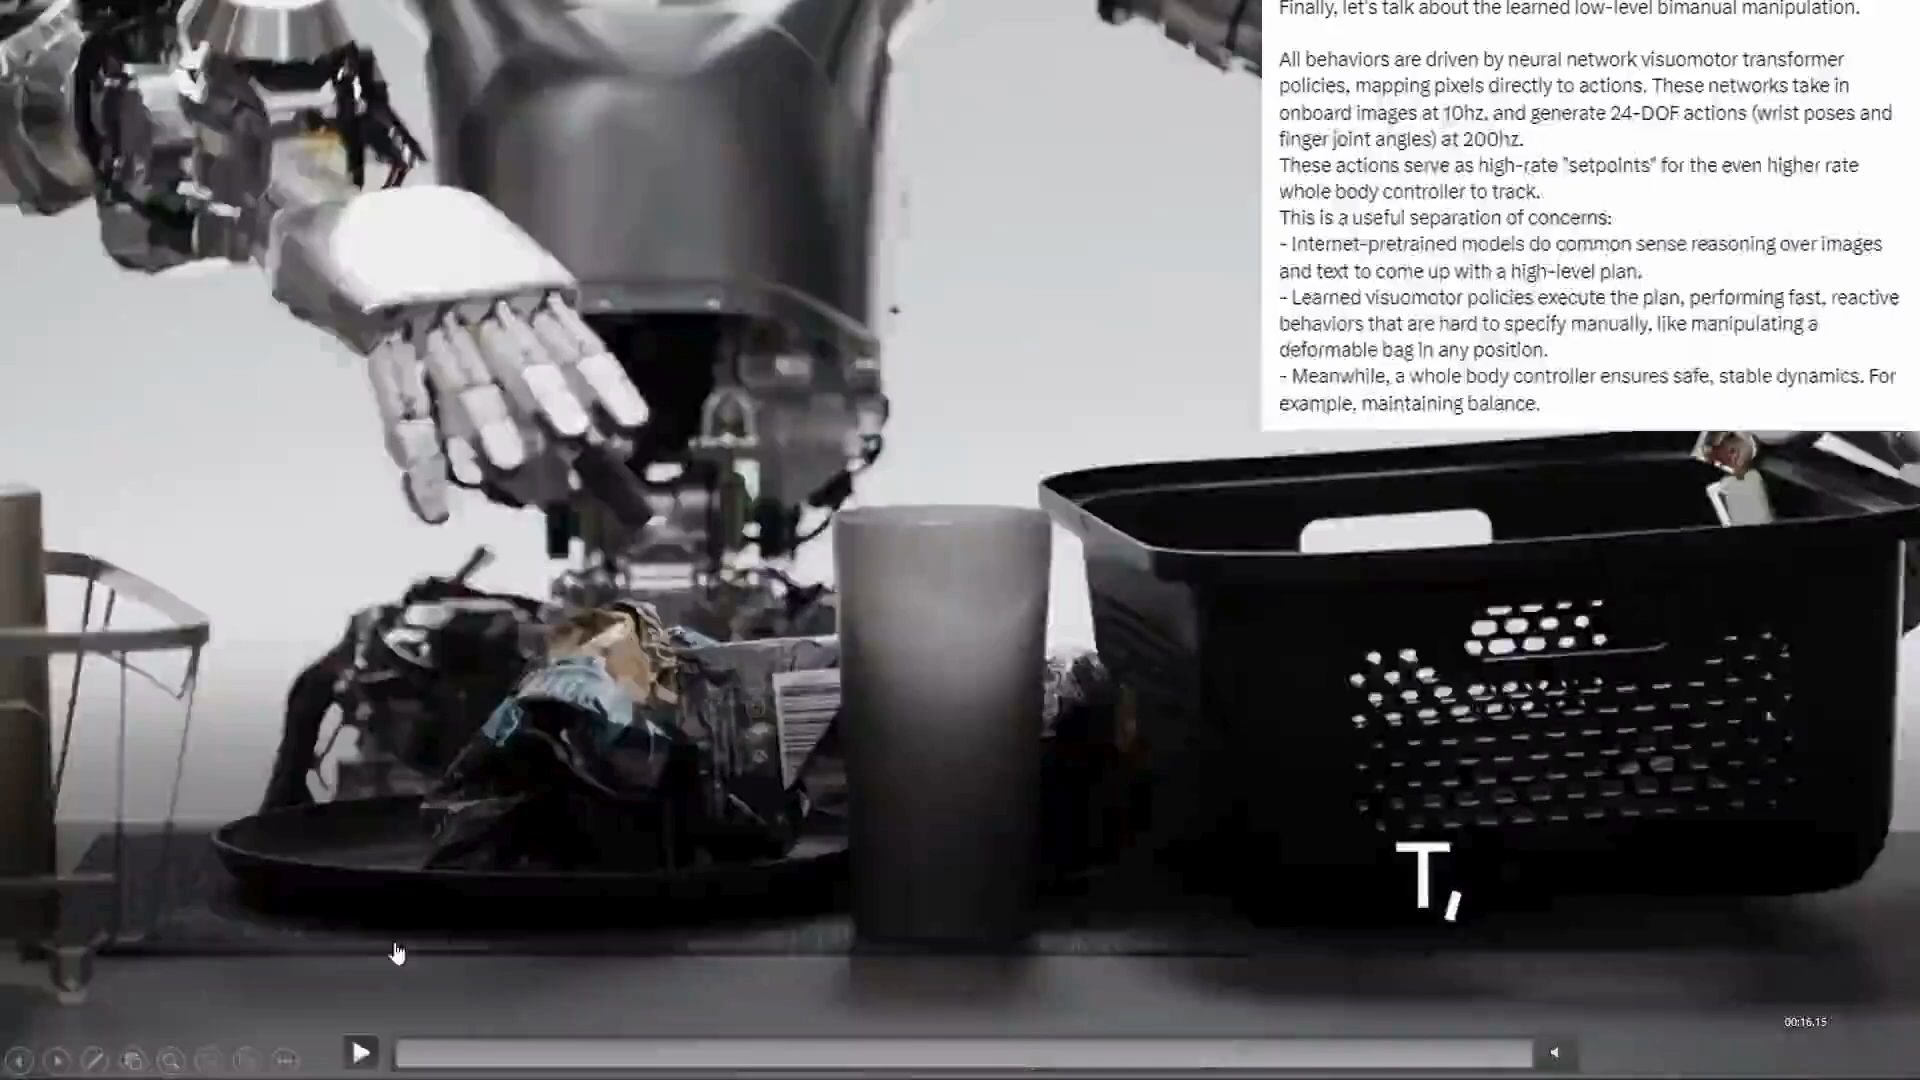 Finally, let's talk about the learned low-level bimanual manipulation.
All behaviors are driven by neural network visuomotor transformer
policies, mapping pixels directly to actions. These networks take in
onboard images at 10hz, and generate 24-DOF actions (wrist poses and
finger joint angles) at 200hz.
These actions serve as high-rate "setpoints" for the even higher rate
whole body controller to track.
This is a useful separation of concerns:
- Internet-pretrained models do common sense reasoning over images
and text to come up with a high-level plan.
- Learned visuomotor policies execute the plan, performing fast, reactive
behaviors that are hard to specify manually, like manipulating a
deformable bag in any position.
- Meanwhile, a whole body controller ensures safe, stable dynamics. For
example, maintaining balance.
T,
00:16.15